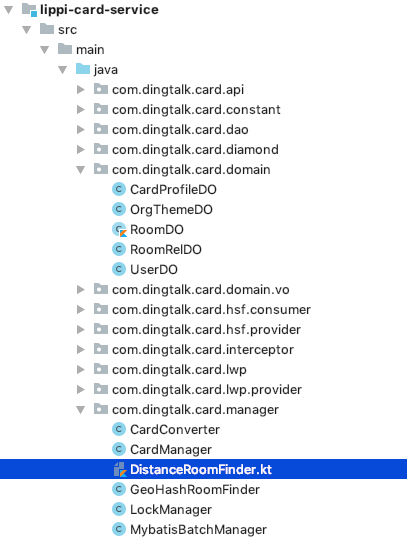 lippi-card-service
src
main
java
com.dingtalk.card.api
com.dingtalk.card.constant
com.dingtalk.card.dao
com.dingtalk.card.diamond
com.dingtalk.card.domain
CardProfileDO
OrgThemeDO
RoomDO
RoomRelDO
UserDO
com.dingtalk.card.domain.vo
com.dingtalk.card.hsf.consumer
com.dingtalk.card.hsf.provider
com.dingtalk.card.interceptor
com.dingtalk.card.lwp
com.dingtalk.card.lwp.provider
com.dingtalk.card.manager
CardConverter
CardManager
DistanceRoomFinder.kt
GeoHashRoomFinder
LockManager
MybatisBatchManager